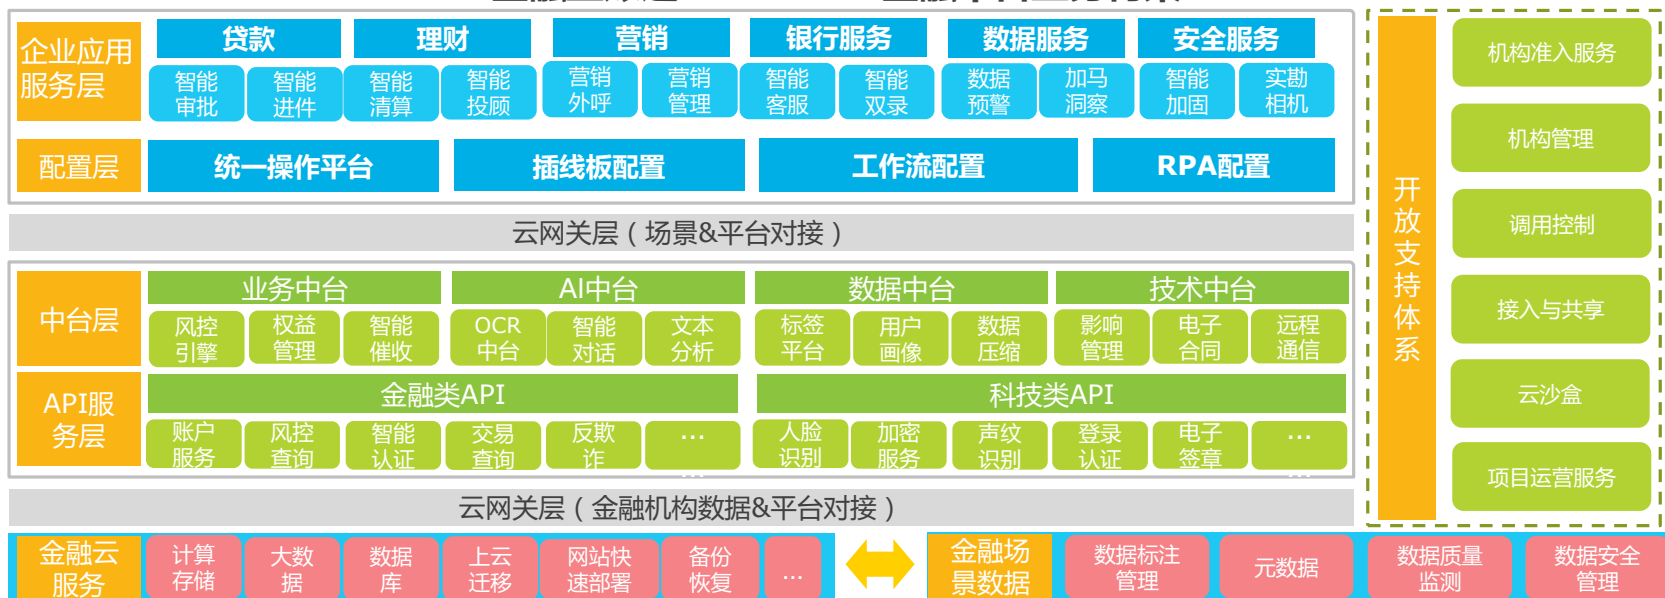 企业应用
服务层
贷款
理财
营销
银行服务
数据服务
安全服务
智能
审批
智能
进件
智能
清算
智能
投顾
营销
外呼
营销
管理
智能
客服
智能
双录
数据
预警
加马
洞察
智能
加固
实勘
相机
配置层
统一操作平台
插线板配置
工作流配置
RPA配置
云网关层（场景&平台对接）
中台层
业务中台
AI中台
数据中台
技术中台
风控
引擎
权益
管理
智能
催收
OCR
中台
智能
对话
文本
分析
标签
平台
用户
画像
数据
压缩
影响
管理
电子
合同
远程
通信
API服
务层
金融类API
科技类API
账户
服务
风控
查询
智能
认证
交易
查询
反欺
诈
...
...
人脸
识别
加密
服务
声纹
识别
登录
认证
电子
签章
...
...
云网关层（金融机构数据&平台对接）
金融云
服务
计算
存储
大数
据
数据
库
上云
迁移
网站快
速部署
备份
恢复
...
金融场
景数据
数据标注
管理
元数据
数据质量
监测
数据安全
管理
开放支持体系
机构准入服务
机构管理
调用控制
接入与共享
云沙盒
项目运营服务